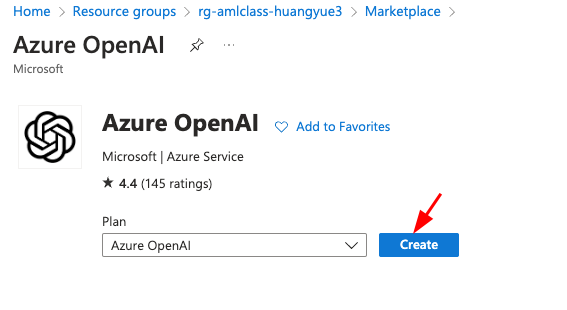 Home > Resource groups > rg-amlclass-huangyue3 > Marketplace >
Azure OpenAI
Microsoft
Azure OpenAI
Add to Favorites
Microsoft | Azure Service
★ 4.4 (145 ratings)
Plan
Azure OpenAI
Create